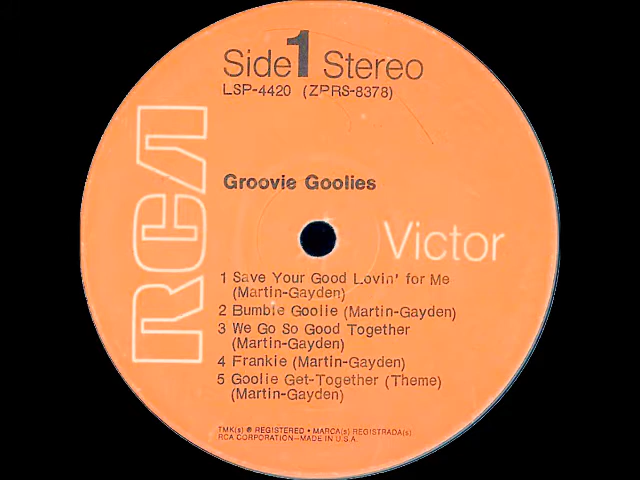 Side 1 Stereo
LSP-4420 (ZPRS-8378)
RCA
Groovie Goolies
Victor
1 Save Your Good Lovin' for Me
(Martin-Gayden)
2 Bumble Goolie (Martin-Gayden)
3 We Go So Good Together
(Martin-Gayden)
4 Frankie (Martin-Gayden)
5 Goolie Get-Together (Theme)
(Martin-Gayden)
TMK(s) ® REGISTERED • MARCA(s) REGISTRADA(s)
RCA CORPORATION—MADE IN U.S.A.